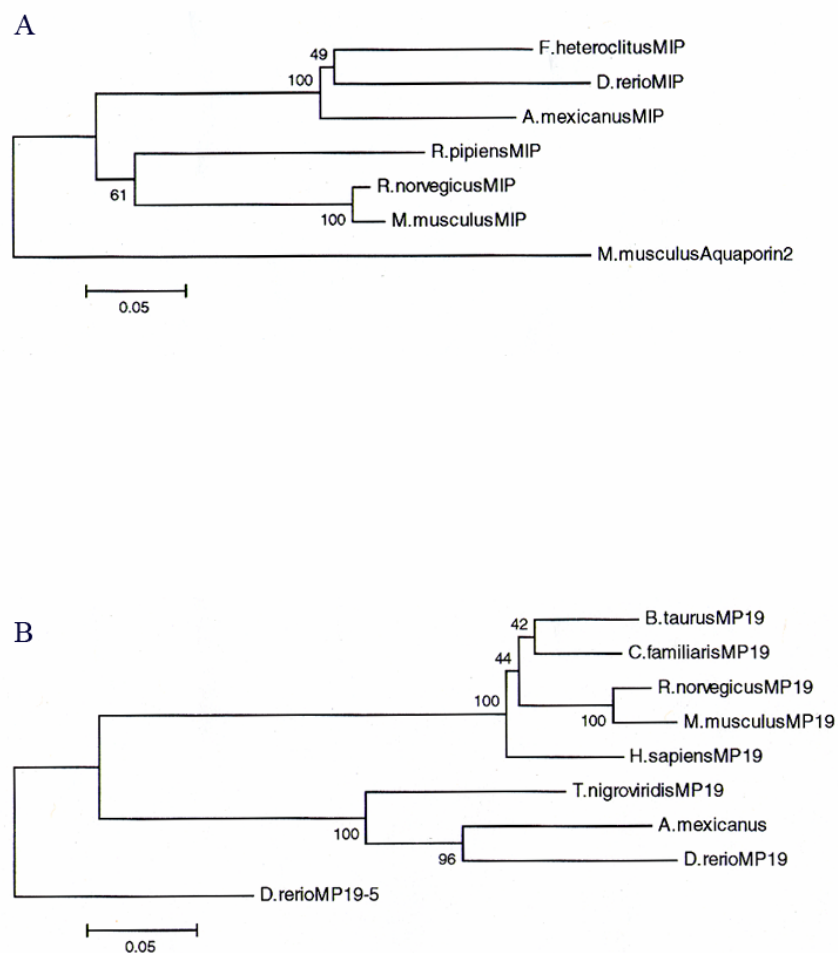 A
F.heteroclitusMIP
49
D.rerioMIP
100
A.mexicanusMIP
R.pipiensMIP
R.norvegicusMIP
61
100
M.musculusMIP
M.musculusAquaporin2
0.05
B
B.taurusMP19
42
C.familiarisMP19
44
R.norvegicusMP19
100
100
M.musculusMP19
H.sapiensMP19
T.nigroviridisMP19
100
A.mexicanus
96
D.rerioMP19
D.rerioMP19-5
0.05